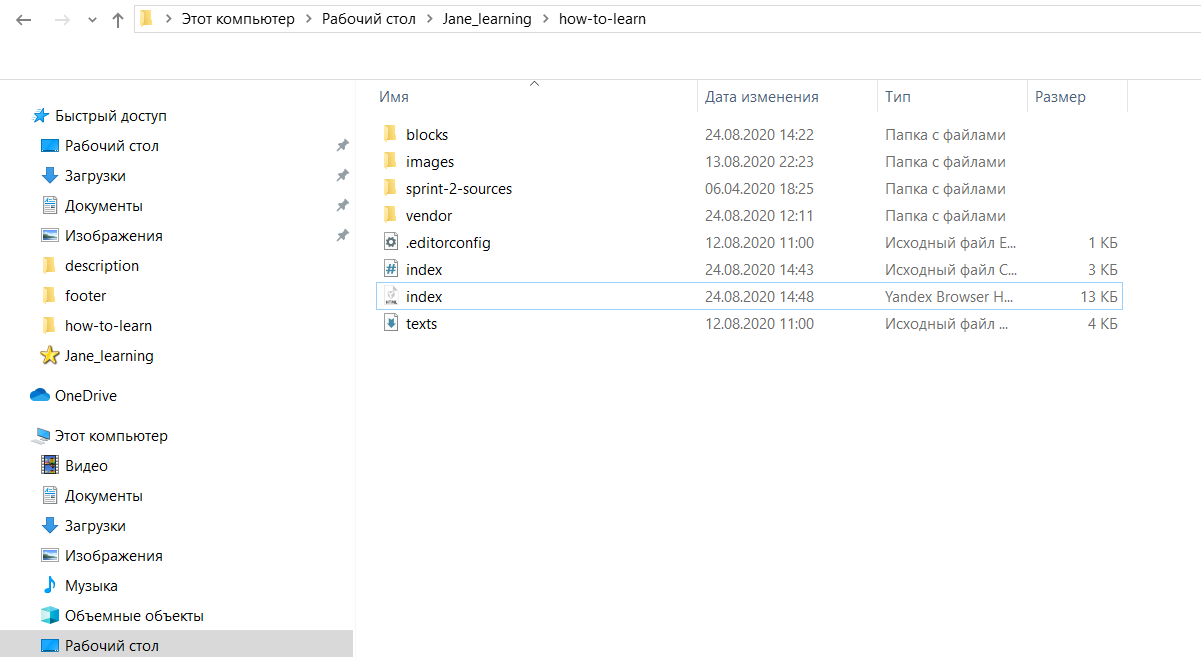 Этот компьютер > Рабочий стол > Jane_learning > how-to-learn
Имя Дата изменения Тип Размер
Быстрый доступ
Рабочий стол
Загрузки
Документы
Изображения
description
footer
how-to-learn
Jane_learning
OneDrive
Этот компьютер
Видео
Документы
Загрузки
Изображения
Музыка
Объемные объекты
Рабочий стол
blocks 24.08.2020 14:22 Папка с файлами
images 13.08.2020 22:23 Папка с файлами
sprint-2-sources 06.04.2020 18:25 Папка с файлами
vendor 24.08.2020 12:11 Папка с файлами
.editorconfig 12.08.2020 11:00 Исходный файл E... 1 КБ
index 24.08.2020 14:43 Исходный файл C... 3 КБ
index 24.08.2020 14:48 Yandex Browser H... 13 КБ
texts 12.08.2020 11:00 Исходный файл ... 4 КБ